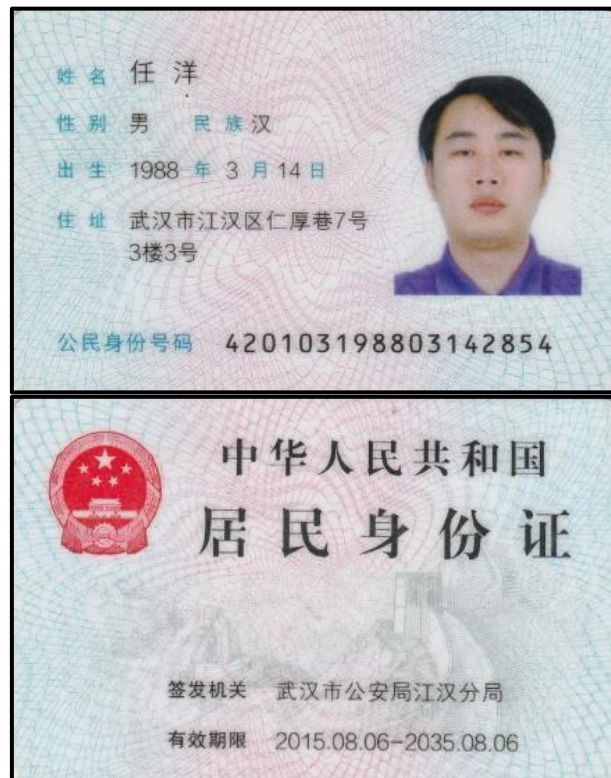 姓名 任洋
性别 男 民族 汉
出生 1988 年 3 月 14 日
住址 武汉市江汉区仁厚巷7号
3楼3号
公民身份号码 420103198803142854
中华人民共和国
居民身份证
签发机关 武汉市公安局江汉分局
有效期限 2015.08.06-2035.08.06